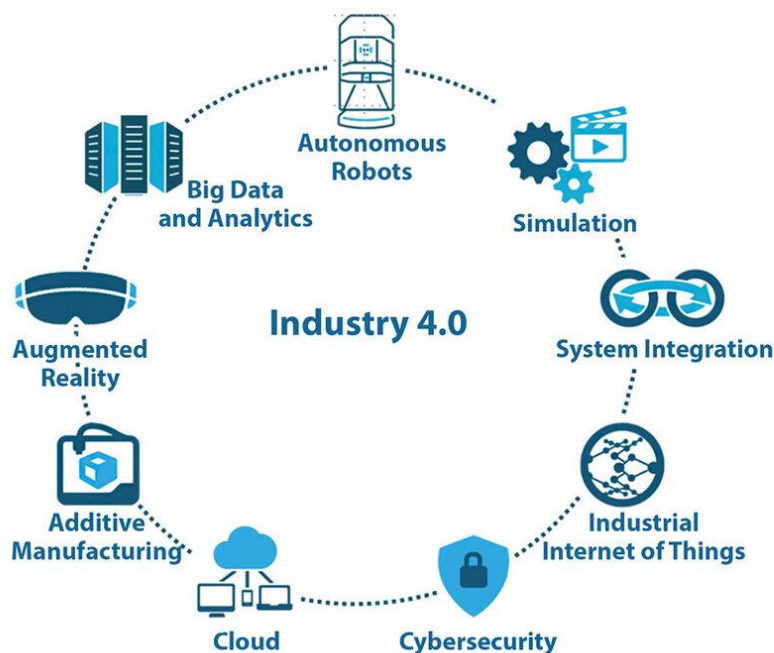 Autonomous
Robots
Big Data
and Analytics
Simulation
Industry 4.0
System Integration
Augmented
Reality
Additive
Manufacturing
Industrial
Internet of Things
Cloud
Cybersecurity